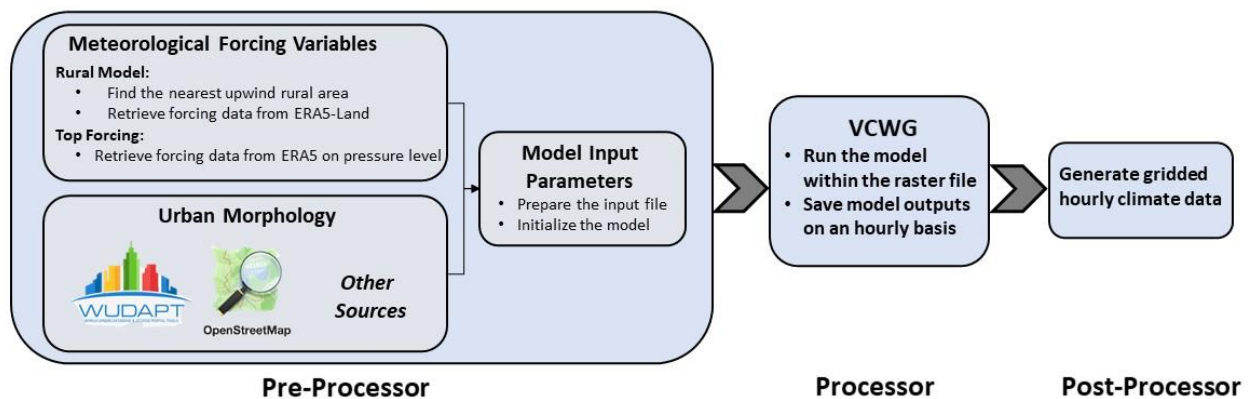 Meteorological Forcing Variables
Rural Model:
• Find the nearest upwind rural area
• Retrieve forcing data from ERA5-Land
Top Forcing:
• Retrieve forcing data from ERA5 on pressure level
Urban Morphology
WUDAPT
OpenStreetMap
Other
Sources
Model Input
Parameters
• Prepare the input file
• Initialize the model
VCWG
• Run the model
within the raster file
• Save model outputs
on an hourly basis
Generate gridded
hourly climate data
Pre-Processor
Processor
Post-Processor